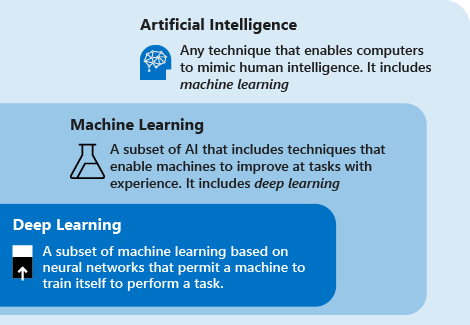 Artificial Intelligence
Any technique that enables computers
to mimic human intelligence. It includes
machine learning
Machine Learning
A subset of AI that includes techniques that
enable machines to improve at tasks with
experience. It includes deep learning
Deep Learning
A subset of machine learning based on
neural networks that permit a machine to
train itself to perform a task.